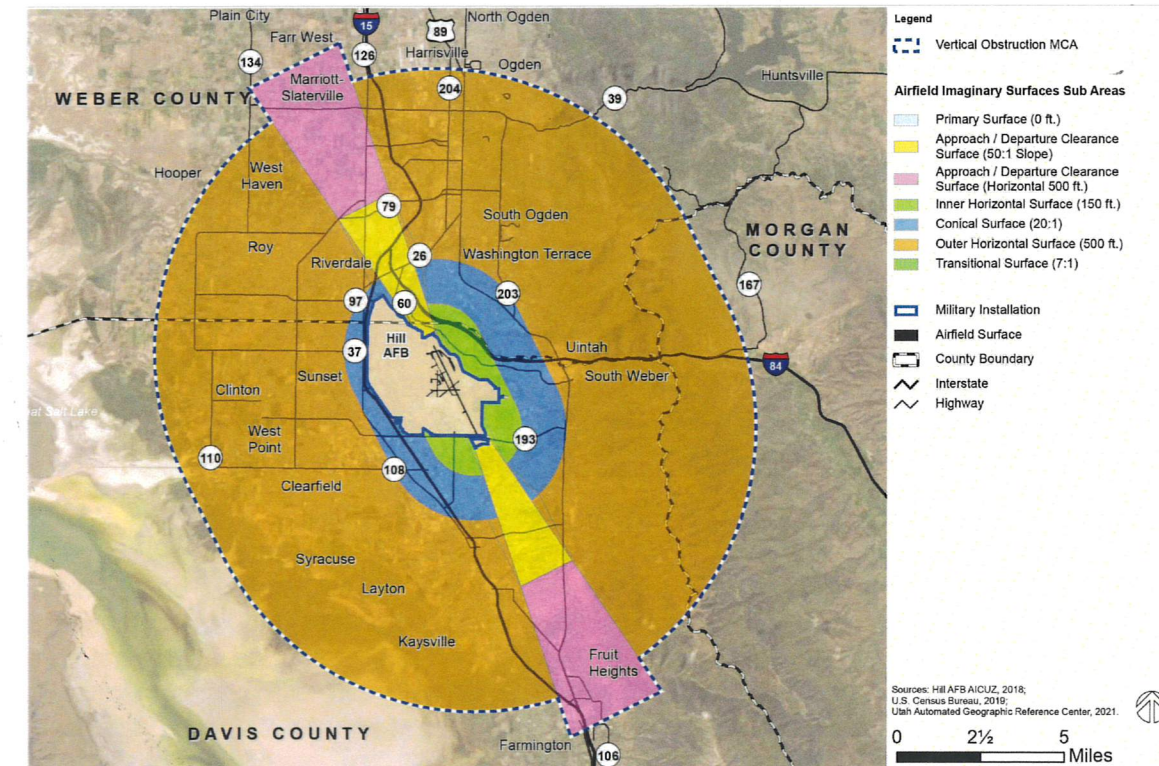 Plain City
North Ogden
15
89
Farr West
126
Harrisville
134
Ogden
Marriott-
Slaterville
204
Huntsville
WEBER COUNTY
39
Hooper
West
Haven
79
South Ogden
MORGAN
COUNTY
Roy
Riverdale
26
Washington Terrace
167
97
60
203
Hill
AFB
37
Uintah
84
Sunset
South Weber
Clinton
at Salt Lake
West
Point
193
110
108
Clearfield
Syracuse
Layton
Kaysville
Fruit
Heights
DAVIS COUNTY
Farmington
106
Legend
Vertical Obstruction MCA
Airfield Imaginary Surfaces Sub Areas
Primary Surface (0 ft.)
Approach / Departure Clearance
Surface (50:1 Slope)
Approach / Departure Clearance
Surface (Horizontal 500 ft.)
Inner Horizontal Surface (150 ft.)
Conical Surface (20:1)
Outer Horizontal Surface (500 ft.)
Transitional Surface (7:1)
Military Installation
Airfield Surface
County Boundary
Interstate
Highway
Sources: Hill AFB AICUZ, 2018;
U.S. Census Bureau, 2019;
Utah Automated Geographic Reference Center, 2021.
0 2½ 5
Miles